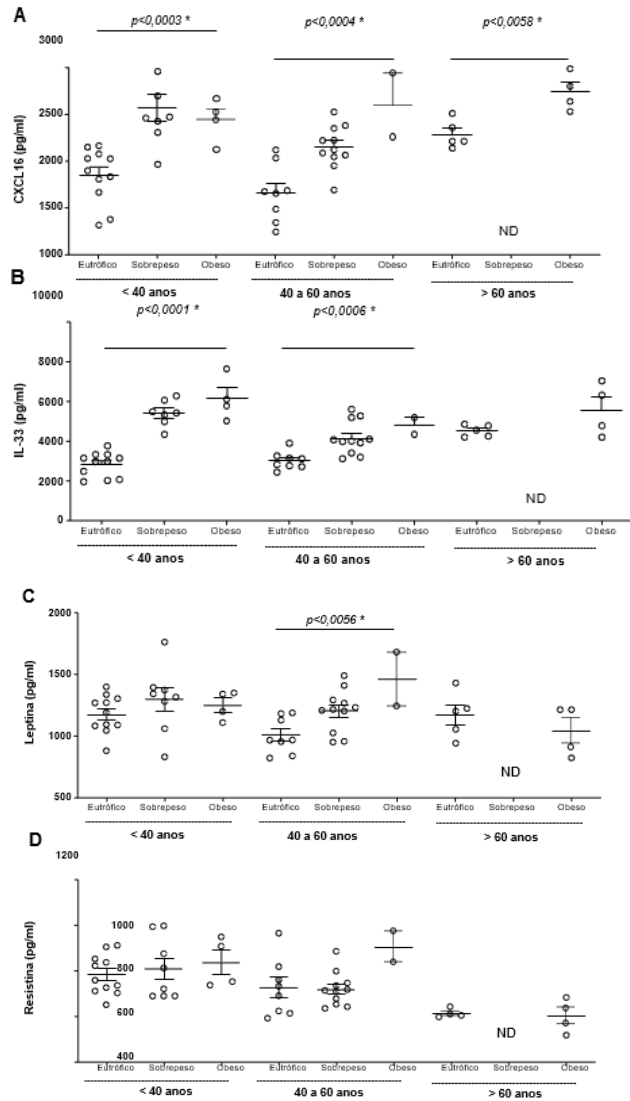 A
p<0,0003 * p<0,0004 * p<0,0058 *
3000
2500
2000
1500
1000
CXCL16 (pg/ml)
ND
Eutrófico Sobrepeso Obeso Eutrófico Sobrepeso Obeso Eutrófico Sobrepeso Obeso
< 40 anos 40 a 60 anos > 60 anos
B
10000
p<0,0001 * p<0,0006 *
8000
6000
4000
2000
0
IL-33 (pg/ml)
ND
Eutrófico Sobrepeso Obeso Eutrófico Sobrepeso Obeso Eutrófico Sobrepeso Obeso
< 40 anos 40 a 60 anos > 60 anos
C
2000
p<0,0056 *
1500
1000
500
Leptina (pg/ml)
ND
Eutrófico Sobrepeso Obeso Eutrófico Sobrepeso Obeso Eutrófico Sobrepeso Obeso
< 40 anos 40 a 60 anos > 60 anos
D
1200
1000
800
600
400
Resistina (pg/ml)
ND
Eutrófico Sobrepeso Obeso Eutrófico Sobrepeso Obeso Eutrófico Sobrepeso Obeso
< 40 anos 40 a 60 anos > 60 anos